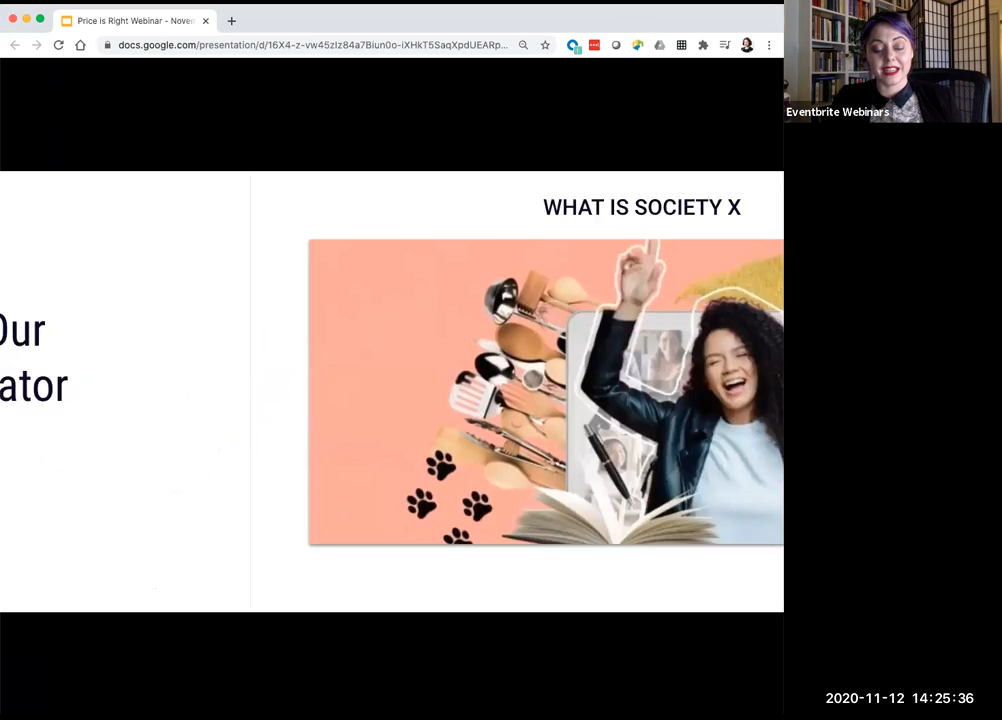 Price is Right Webinar - Novem
docs.google.com/presentation/d/16X4-z-vw45zIz84a7Biun0o-iXHkT5SaqXpdUEARp...
Eventbrite Webinars
WHAT IS SOCIETY X
Our
ator
2020-11-12 14:25:36